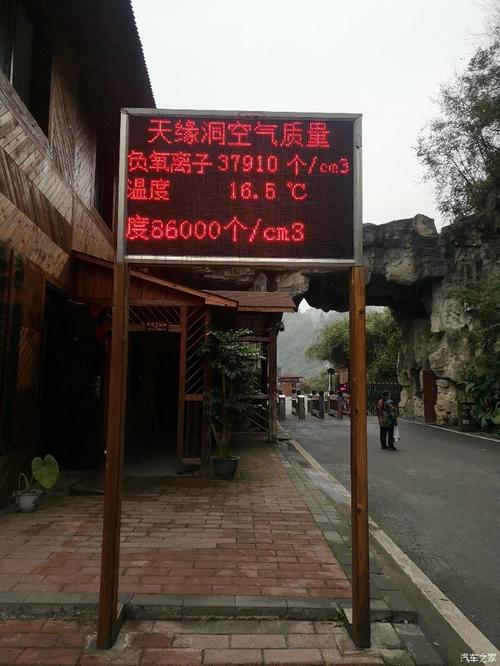 天缘洞空气质量
负氧离子 37910 个/cm3
温度 16.5 ℃
度86000个/cm3
汽车之家